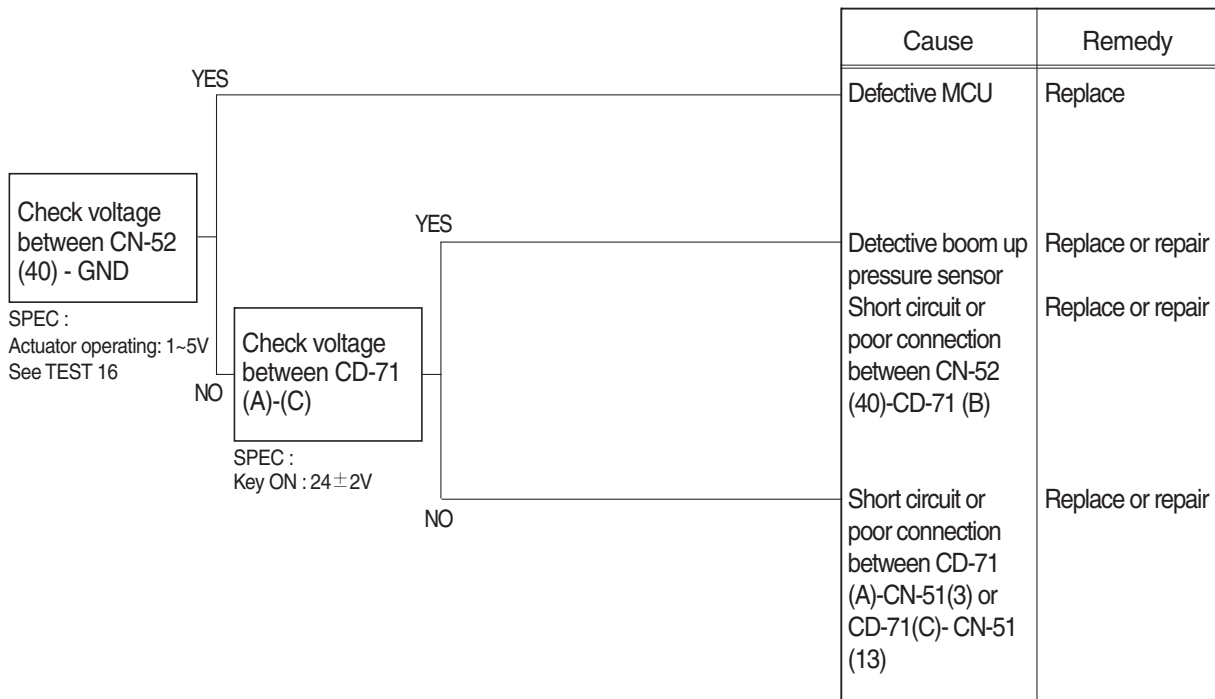 Cause
Remedy
YES
Defective MCU
Replace
Check voltage
between CN-52
(40) - GND
SPEC :
Actuator operating: 1~5V
See TEST 16
NO
YES
Detective boom up
pressure sensor
Replace or repair
Short circuit or
poor connection
between CN-52
(40)-CD-71 (B)
Replace or repair
Check voltage
between CD-71
(A)-(C)
SPEC :
Key ON : 24±2V
NO
Short circuit or
poor connection
between CD-71
(A)-CN-51(3) or
CD-71(C)- CN-51
(13)
Replace or repair